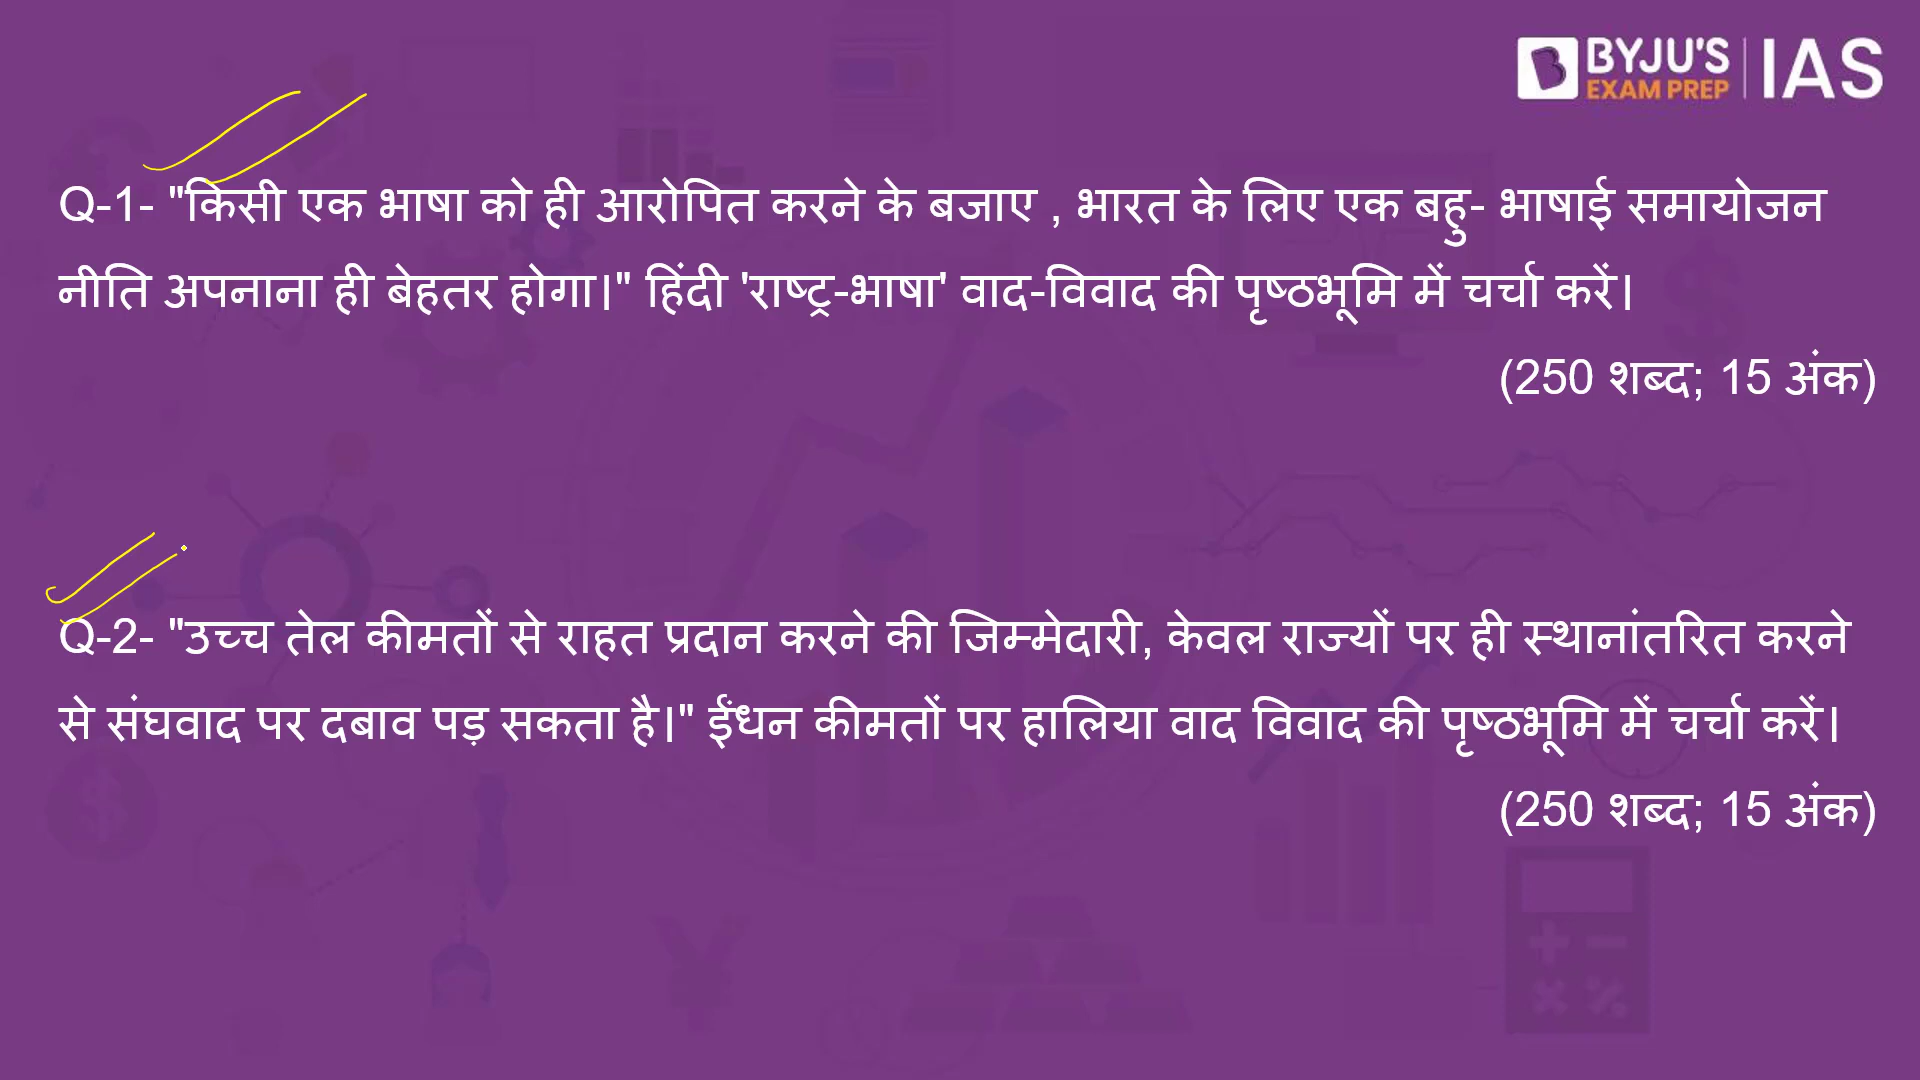 BYJU'S
EXAM PREP
IAS
Q-1- "किसी एक भाषा को ही आरोपित करने के बजाए , भारत के लिए एक बहु- भाषाई समायोजन
नीति अपनाना ही बेहतर होगा।" हिंदी 'राष्ट्र-भाषा' वाद-विवाद की पृष्ठभूमि में चर्चा करें।
(250 शब्द; 15 अंक)
Q-2- "उच्च तेल कीमतों से राहत प्रदान करने की जिम्मेदारी, केवल राज्यों पर ही स्थानांतरित करने
से संघवाद पर दबाव पड़ सकता है।" ईंधन कीमतों पर हालिया वाद विवाद की पृष्ठभूमि में चर्चा करें।
(250 शब्द; 15 अंक)